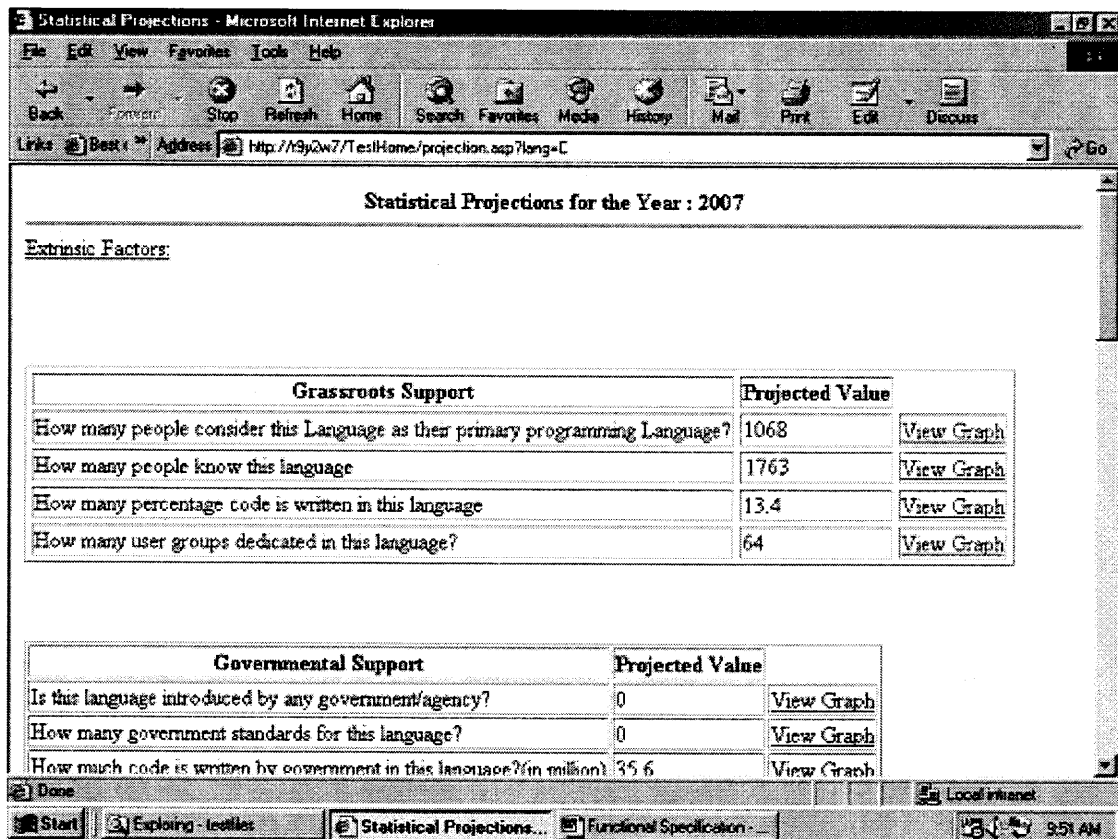 Statistical Projections - Microsoft Internet Explorer
File Edit View Favorites Tools Help
Back Forward Stop Refresh Home Search Favorites Media History Mail Print Edit Discuss
Links Best Address http://r9y2w7/TestHome/projection.asp?lang=C Go
Statistical Projections for the Year : 2007
Extrinsic Factors:
Grassroots Support Projected Value
How many people consider this Language as their primary programming Language? 1068 View Graph
How many people know this language 1763 View Graph
How many percentage code is written in this language 13.4 View Graph
How many user groups dedicated in this language? 64 View Graph
Governmental Support Projected Value
Is this language introduced by any government/agency? 0 View Graph
How many government standards for this language? 0 View Graph
How much code is written by government in this language?(in million) 35.6 View Graph
Done Local intranet
Start Exploring - testfiles Statistical Projections... Functional Specification - ... 9:51 AM